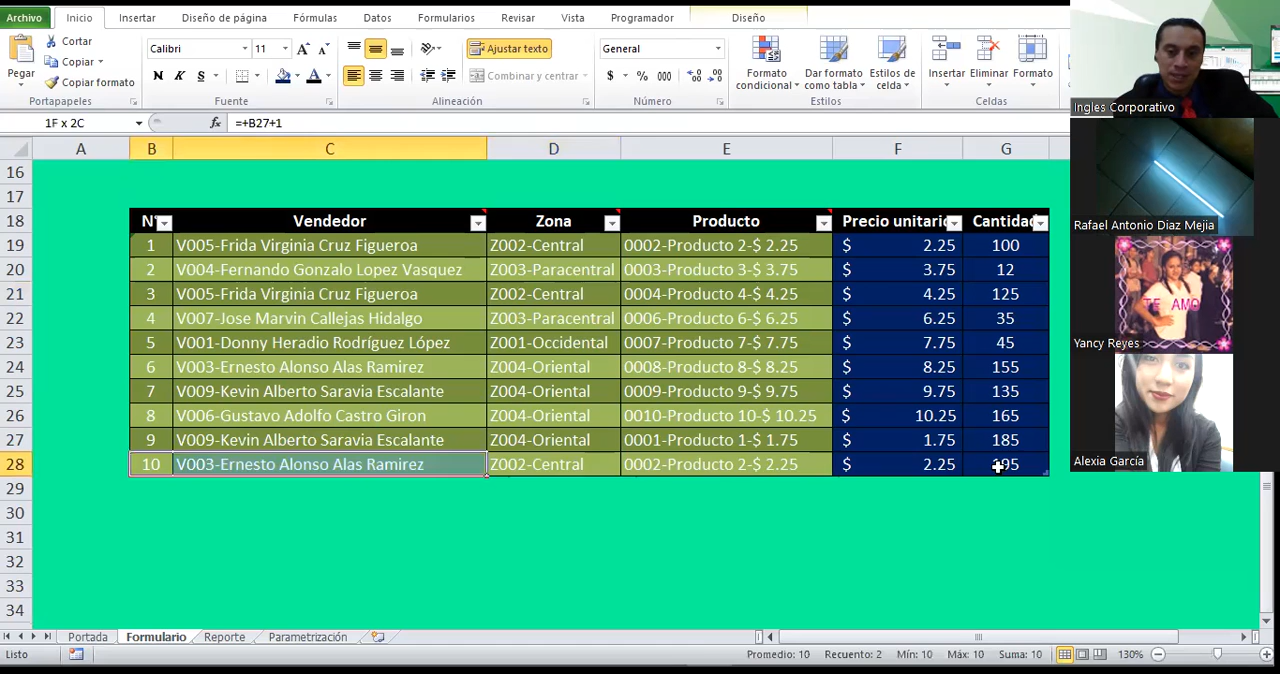 Archivo Inicio Insertar Diseño de página Fórmulas Datos Formularios Revisar Vista Programador Diseño
Pegar
Cortar
Copiar
Copiar formato
Portapapeles
Calibri 11
N K S
Fuente
Ajustar texto
Combinar y centrar
Alineación
General
$ % 000
Número
Formato condicional
Dar formato como tabla
Estilos de celda
Estilos
Insertar Eliminar Formato
Celdas
1F x 2C fx =+B27+1
A B C D E F G
16
17
18 N° Vendedor Zona Producto Precio unitario Cantidad
19 1 V005-Frida Virginia Cruz Figueroa Z002-Central 0002-Producto 2-$ 2.25 $ 2.25 100
20 2 V004-Fernando Gonzalo Lopez Vasquez Z003-Paracentral 0003-Producto 3-$ 3.75 $ 3.75 12
21 3 V005-Frida Virginia Cruz Figueroa Z002-Central 0004-Producto 4-$ 4.25 $ 4.25 125
22 4 V007-Jose Marvin Callejas Hidalgo Z003-Paracentral 0006-Producto 6-$ 6.25 $ 6.25 35
23 5 V001-Donny Heradio Rodríguez López Z001-Occidental 0007-Producto 7-$ 7.75 $ 7.75 45
24 6 V003-Ernesto Alonso Alas Ramirez Z004-Oriental 0008-Producto 8-$ 8.25 $ 8.25 155
25 7 V009-Kevin Alberto Saravia Escalante Z004-Oriental 0009-Producto 9-$ 9.75 $ 9.75 135
26 8 V006-Gustavo Adolfo Castro Giron Z004-Oriental 0010-Producto 10-$ 10.25 $ 10.25 165
27 9 V009-Kevin Alberto Saravia Escalante Z004-Oriental 0001-Producto 1-$ 1.75 $ 1.75 185
28 10 V003-Ernesto Alonso Alas Ramirez Z002-Central 0002-Producto 2-$ 2.25 $ 2.25
29
30
31
32
33
34
Portada Formulario Reporte Parametrización
Listo Promedio: 10 Recuento: 2 Mín: 10 Máx: 10 Suma: 10 130%
Ingles Corporativo
Rafael Antonio Diaz Mejia
TE AMO
Yancy Reyes
Alexia García